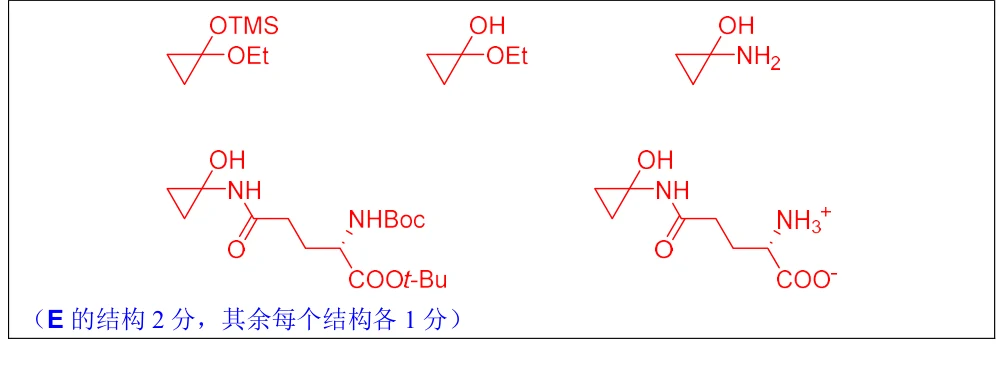 OTMS OH OH
OEt OEt NH₂
OH OH
NH NH
NHBoc NH₃⁺
O O
COOt-Bu COO⁻
（E 的结构 2 分，其余每个结构各 1 分）